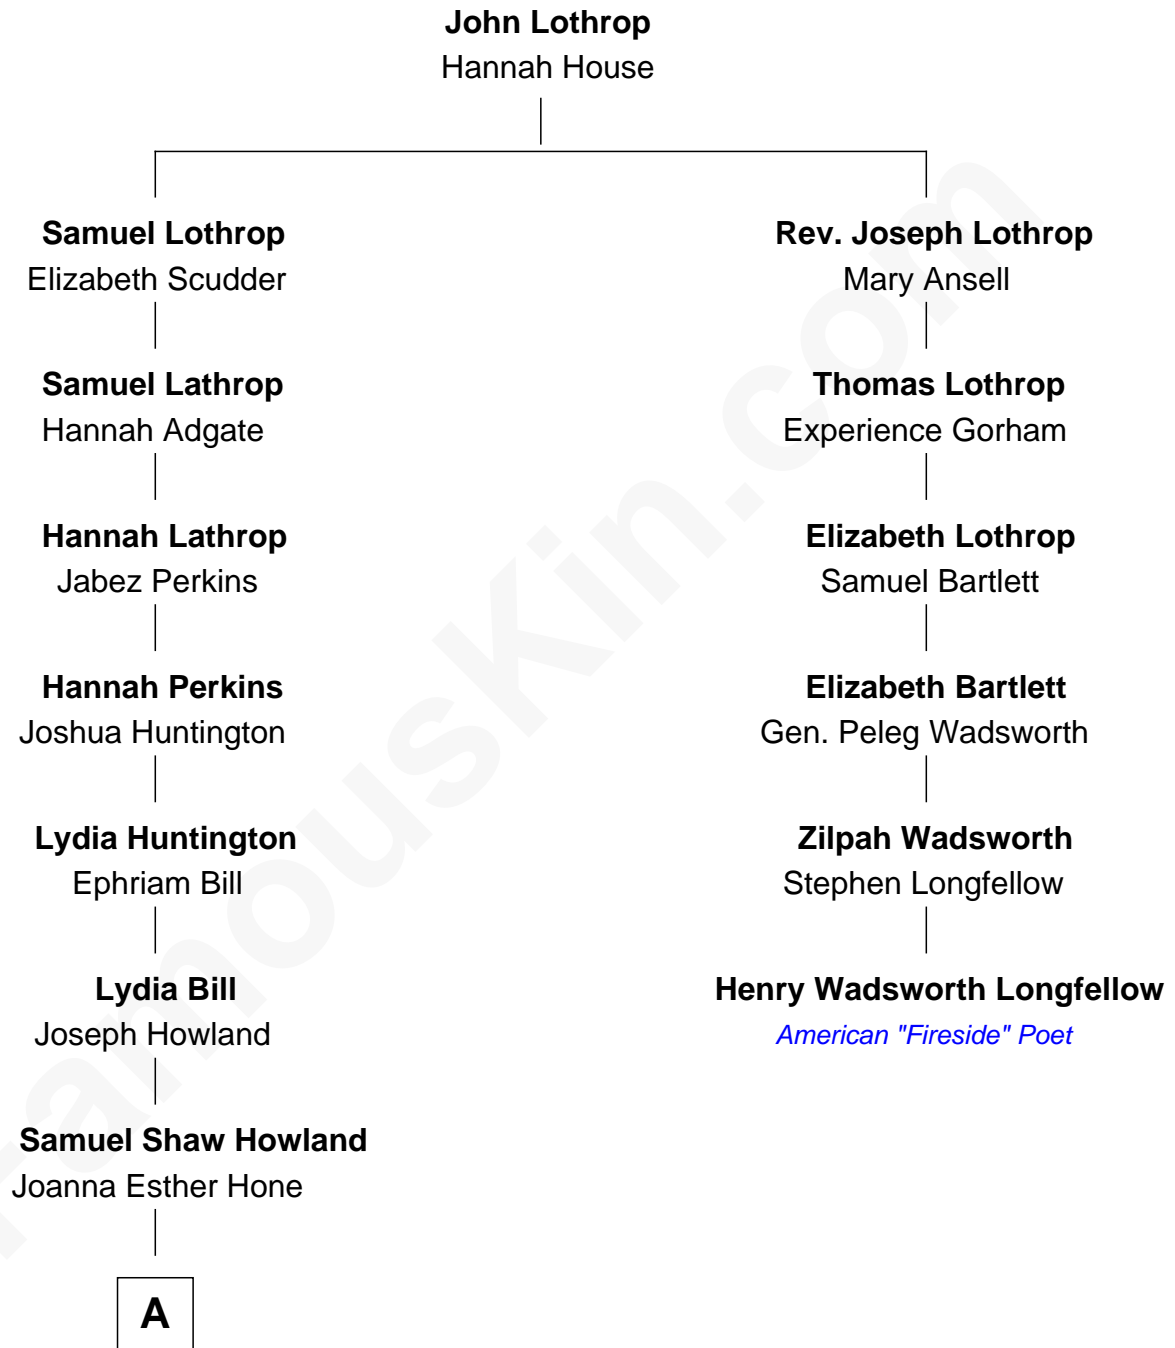 John Lothrop
Hannah House
Samuel Lothrop
Elizabeth Scudder
Rev. Joseph Lothrop
Mary Ansell
Samuel Lathrop
Hannah Adgate
Thomas Lothrop
Experience Gorham
Hannah Lathrop
Jabez Perkins
Elizabeth Lothrop
Samuel Bartlett
Hannah Perkins
Joshua Huntington
Elizabeth Bartlett
Gen. Peleg Wadsworth
Lydia Huntington
Ephriam Bill
Zilpah Wadsworth
Stephen Longfellow
Lydia Bill
Joseph Howland
Henry Wadsworth Longfellow
American "Fireside" Poet
Samuel Shaw Howland
Joanna Esther Hone
A
FamousKin.com